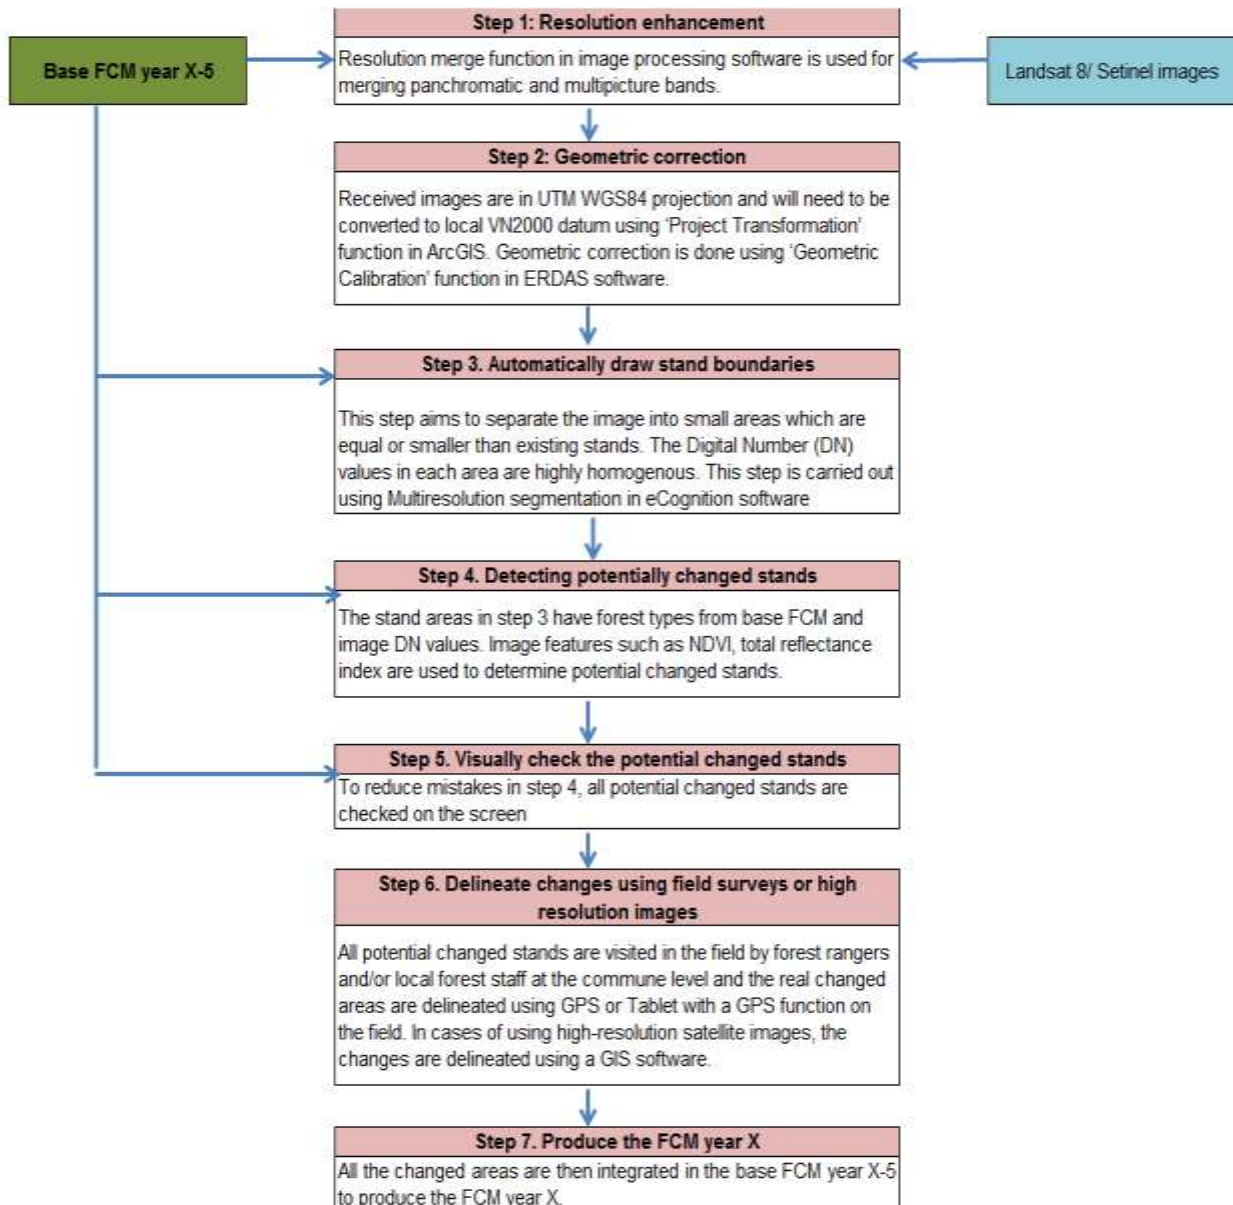 Step 1: Resolution enhancement
Base FCM year X-5
Resolution merge function in image processing software is used for
merging panchromatic and multipicture bands.
Landsat 8/ Setinel images
Step 2: Geometric correction
Received images are in UTM WGS84 projection and will need to be
converted to local VN2000 datum using ‘Project Transformation’
function in ArcGIS. Geometric correction is done using ‘Geometric
Calibration’ function in ERDAS software.
Step 3. Automatically draw stand boundaries
This step aims to separate the image into small areas which are
equal or smaller than existing stands. The Digital Number (DN)
values in each area are highly homogenous. This step is carried out
using Multiresolution segmentation in eCognition software
Step 4. Detecting potentially changed stands
The stand areas in step 3 have forest types from base FCM and
image DN values. Image features such as NDVI, total reflectance
index are used to determine potential changed stands.
Step 5. Visually check the potential changed stands
To reduce mistakes in step 4, all potential changed stands are
checked on the screen
Step 6. Delineate changes using field surveys or high
resolution images
All potential changed stands are visited in the field by forest rangers
and/or local forest staff at the commune level and the real changed
areas are delineated using GPS or Tablet with a GPS function on
the field. In cases of using high-resolution satellite images, the
changes are delineated using a GIS software.
Step 7. Produce the FCM year X
All the changed areas are then integrated in the base FCM year X-5
to produce the FCM year X.